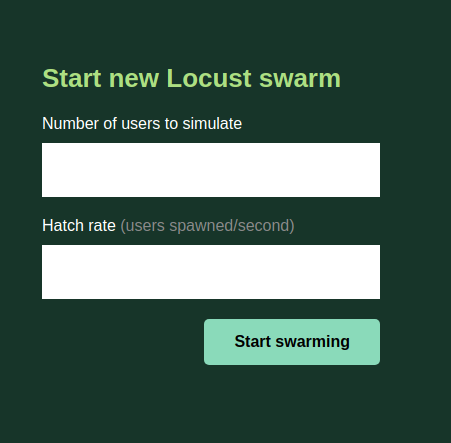 Start new Locust swarm
Number of users to simulate
Hatch rate (users spawned/second)
Start swarming